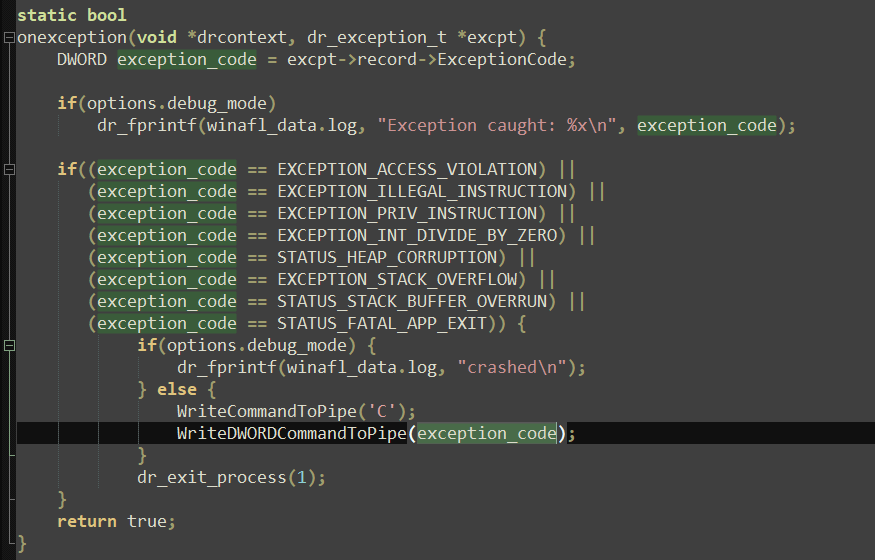 static bool
onexception(void *drcontext, dr_exception_t *excpt) {
    DWORD exception_code = excpt->record->ExceptionCode;

    if(options.debug_mode)
        dr_fprintf(winafl_data.log, "Exception caught: %x\n", exception_code);

    if((exception_code == EXCEPTION_ACCESS_VIOLATION) ||
       (exception_code == EXCEPTION_ILLEGAL_INSTRUCTION) ||
       (exception_code == EXCEPTION_PRIV_INSTRUCTION) ||
       (exception_code == EXCEPTION_INT_DIVIDE_BY_ZERO) ||
       (exception_code == STATUS_HEAP_CORRUPTION) ||
       (exception_code == EXCEPTION_STACK_OVERFLOW) ||
       (exception_code == STATUS_STACK_BUFFER_OVERRUN) ||
       (exception_code == STATUS_FATAL_APP_EXIT)) {
            if(options.debug_mode) {
                dr_fprintf(winafl_data.log, "crashed\n");
            } else {
                WriteCommandToPipe('C');
                WriteDWORDCommandToPipe(exception_code);
            }
            dr_exit_process(1);
    }
    return true;
}